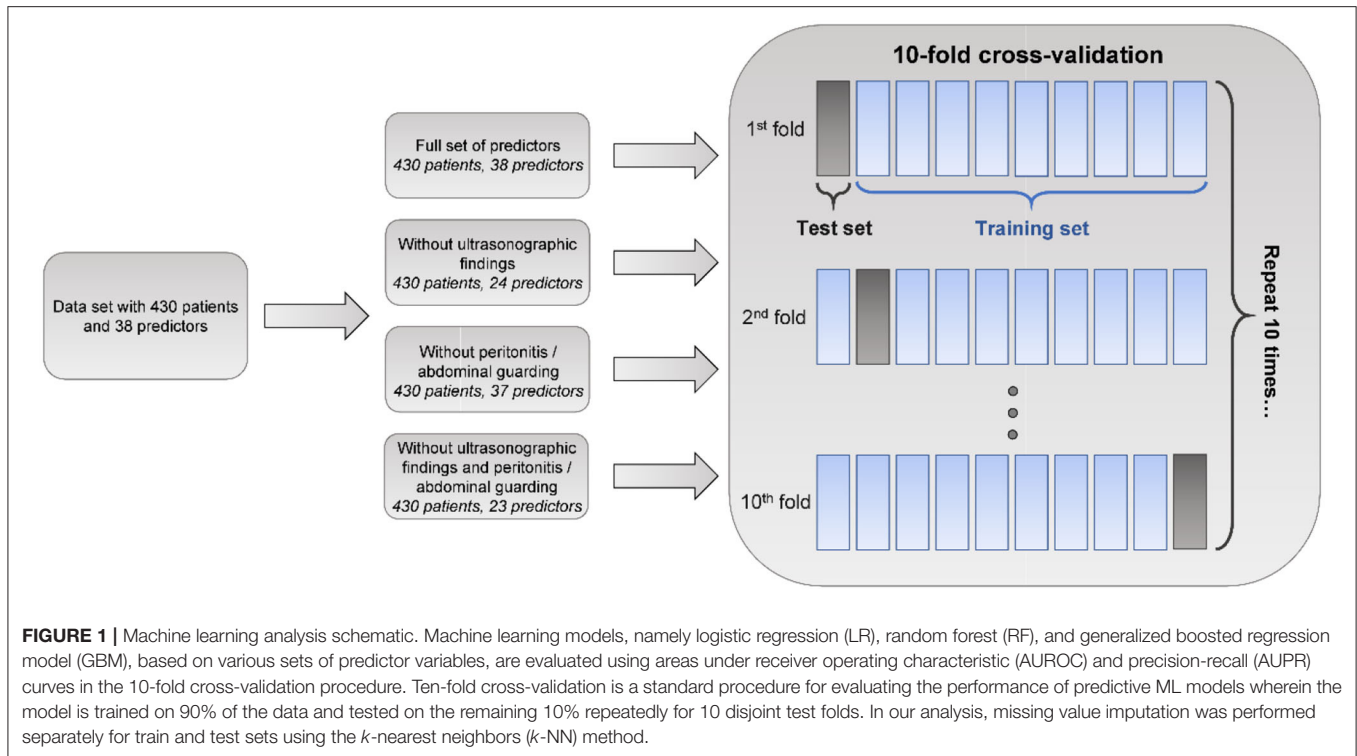 10-fold cross-validation
Full set of predictors
430 patients, 38 predictors
Without ultrasonographic
findings
430 patients, 24 predictors
Data set with 430 patients
and 38 predictors
Without peritonitis /
abdominal guarding
430 patients, 37 predictors
Without ultrasonographic
findings and peritonitis /
abdominal guarding
430 patients, 23 predictors
1st fold
Test set
Training set
2nd fold
10th fold
Repeat 10 times...
FIGURE 1 | Machine learning analysis schematic. Machine learning models, namely logistic regression (LR), random forest (RF), and generalized boosted regression
model (GBM), based on various sets of predictor variables, are evaluated using areas under receiver operating characteristic (AUROC) and precision-recall (AUPR)
curves in the 10-fold cross-validation procedure. Ten-fold cross-validation is a standard procedure for evaluating the performance of predictive ML models wherein the
model is trained on 90% of the data and tested on the remaining 10% repeatedly for 10 disjoint test folds. In our analysis, missing value imputation was performed
separately for train and test sets using the k-nearest neighbors (k-NN) method.